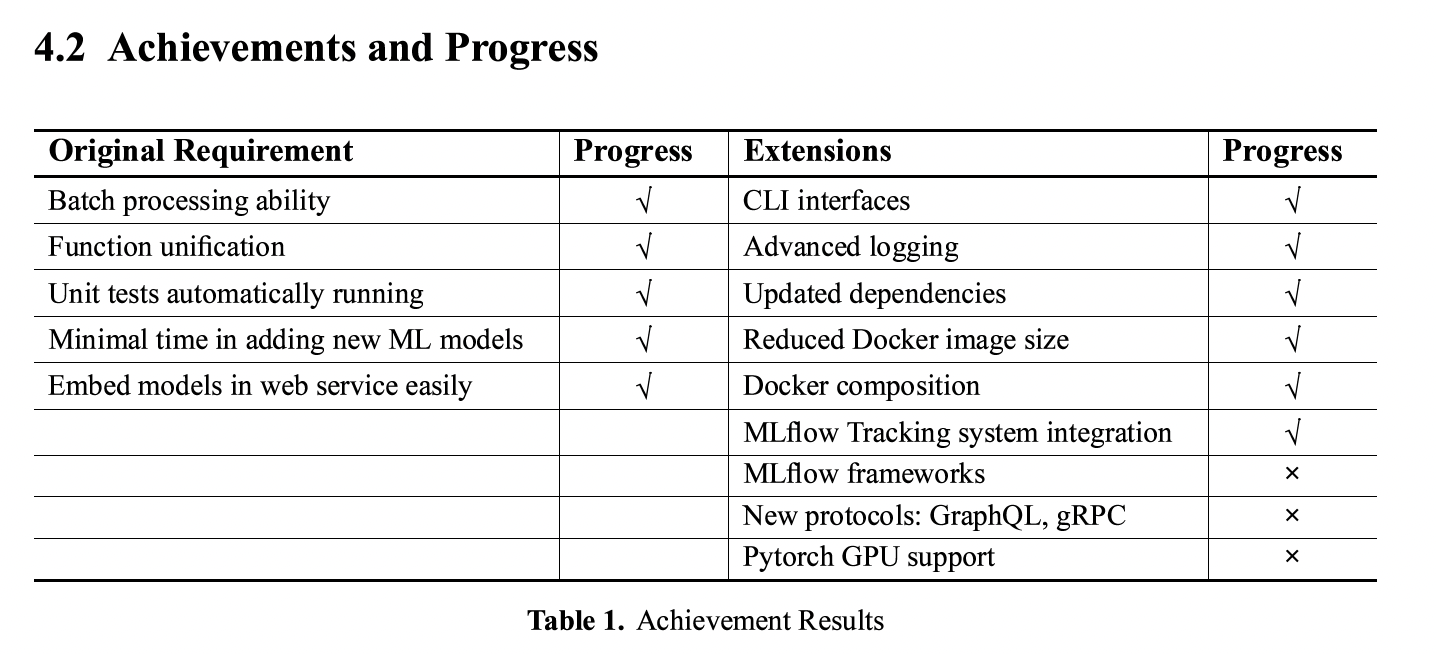 4.2 Achievements and Progress
Original Requirement Progress Extensions Progress
Batch processing ability √ CLI interfaces √
Function unification √ Advanced logging √
Unit tests automatically running √ Updated dependencies √
Minimal time in adding new ML models √ Reduced Docker image size √
Embed models in web service easily √ Docker composition √
MLflow Tracking system integration √
MLflow frameworks ×
New protocols: GraphQL, gRPC ×
Pytorch GPU support ×
Table 1. Achievement Results